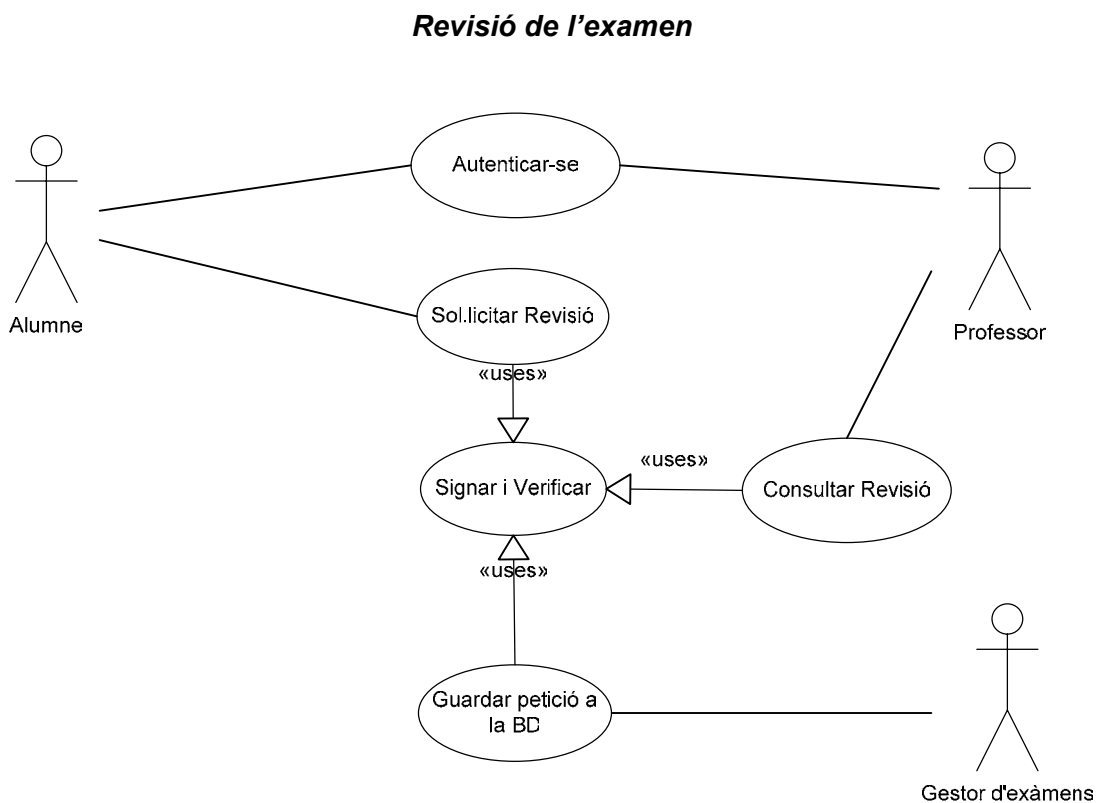 Revisió de l'examen
Autenticar-se
Alumne
Sol.licitar Revisió
Professor
«uses»
Signar i Verificar
«uses»
Consultar Revisió
«uses»
Guardar petició a
la BD
Gestor d'exàmens